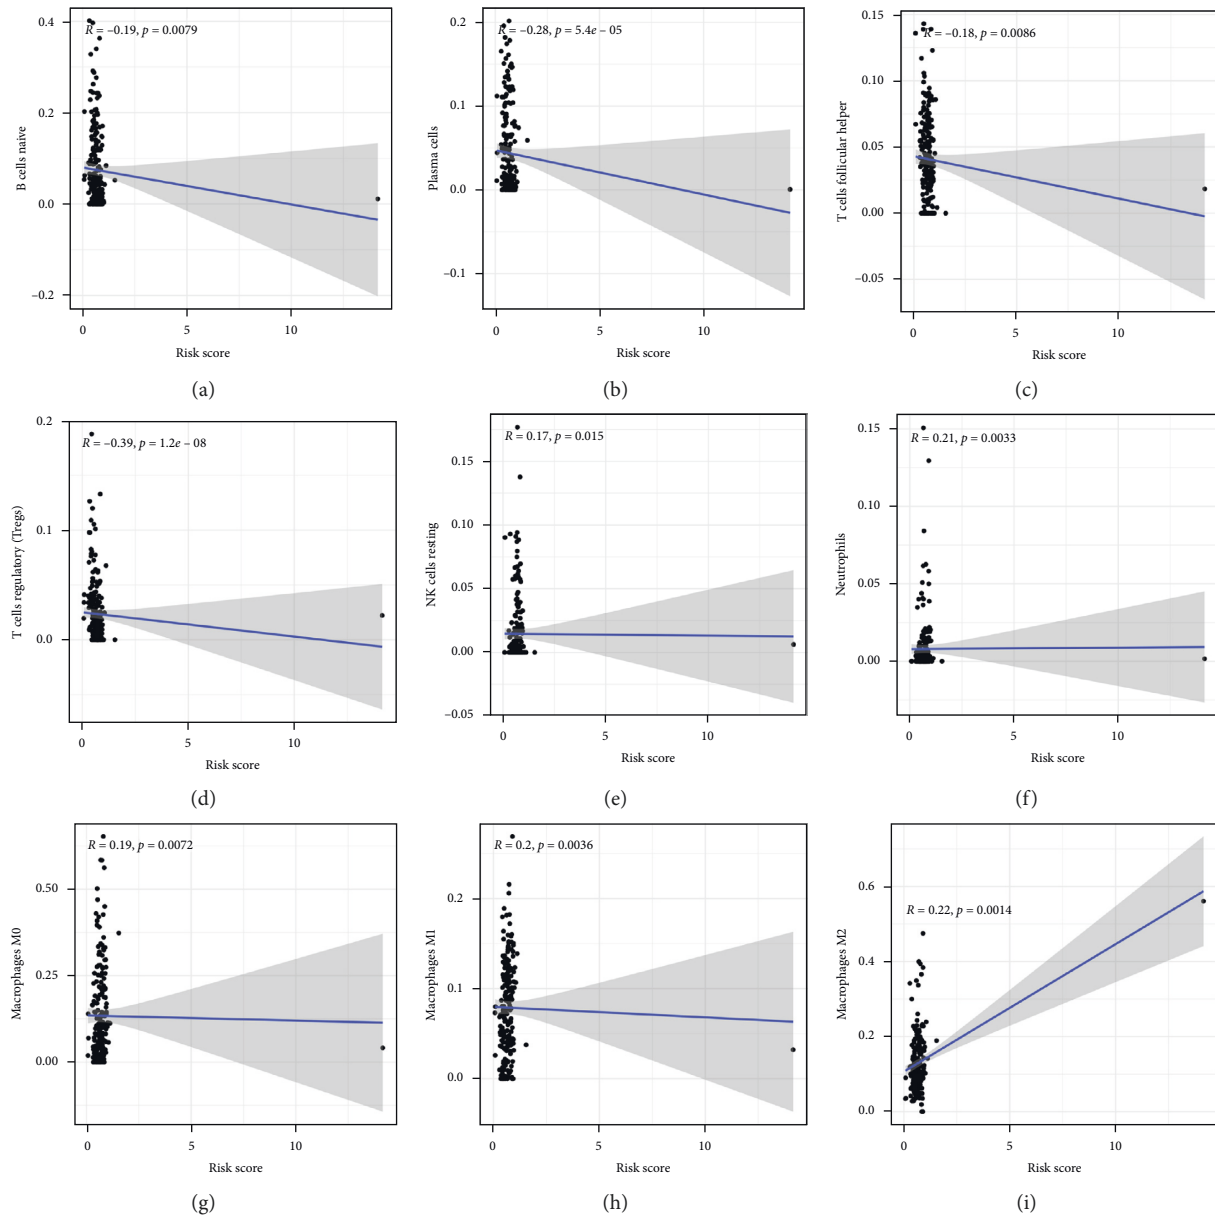 R = −0.19, p = 0.0079
0.4
0.2
0.0
−0.2
B cells naive
0
5
10
Risk score
(a)
R = −0.28, p = 5.4e − 05
0.2
0.1
0.0
−0.1
Plasma cells
0
5
10
Risk score
(b)
R = −0.18, p = 0.0086
0.15
0.10
0.05
0.00
−0.05
T cells follicular helper
0
5
10
Risk score
(c)
R = −0.39, p = 1.2e − 08
0.2
0.1
0.0
T cells regulatory (Tregs)
0
5
10
Risk score
(d)
R = 0.17, p = 0.015
0.15
0.10
0.05
0.00
−0.05
NK cells resting
0
5
10
Risk score
(e)
R = 0.21, p = 0.0033
0.15
0.10
0.05
0.00
Neutrophils
0
5
10
Risk score
(f)
R = 0.19, p = 0.0072
0.50
0.25
0.00
Macrophages M0
0
5
10
Risk score
(g)
R = 0.2, p = 0.0036
0.2
0.1
0.0
Macrophages M1
0
5
10
Risk score
(h)
R = 0.22, p = 0.0014
0.6
0.4
0.2
0.0
Macrophages M2
0
5
10
Risk score
(i)